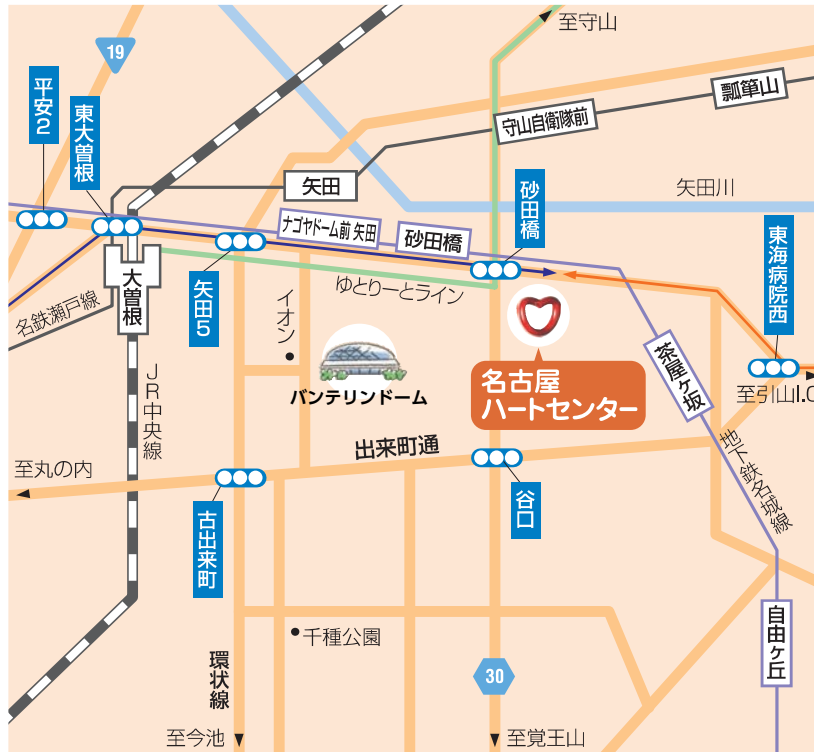 至守山
19
平安2
東大曽根
瓢箪山
守山自衛隊前
矢田
砂田橋
矢田川
ナゴヤドーム前 矢田
砂田橋
東海病院西
大曽根
矢田5
イオン
ゆとりーとライン
名鉄瀬戸線
茶屋ヶ坂
名古屋
ハートセンター
バンテリンドーム
至引山I.C
JR中央線
出来町通
地下鉄名城線
至丸の内
谷口
古出来町
千種公園
自由ヶ丘
環状線
30
至今池
至覚王山